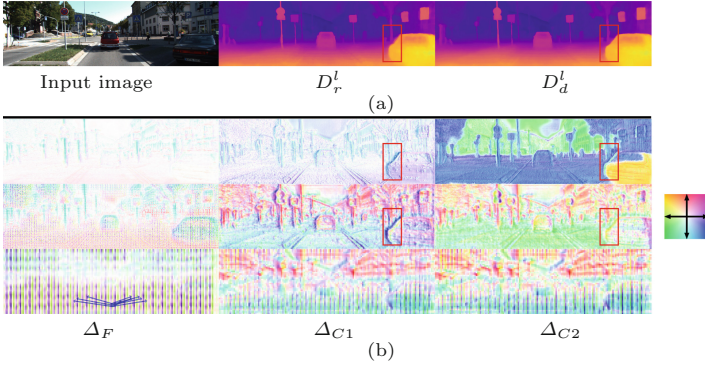 Input image
$D_r^l$
$D_d^l$
(a)
$\Delta_F$
$\Delta_{C1}$
$\Delta_{C2}$
(b)